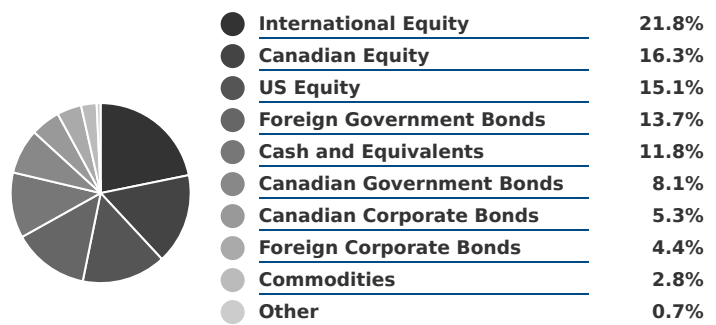 International Equity 21.8%
Canadian Equity 16.3%
US Equity 15.1%
Foreign Government Bonds 13.7%
Cash and Equivalents 11.8%
Canadian Government Bonds 8.1%
Canadian Corporate Bonds 5.3%
Foreign Corporate Bonds 4.4%
Commodities 2.8%
Other 0.7%